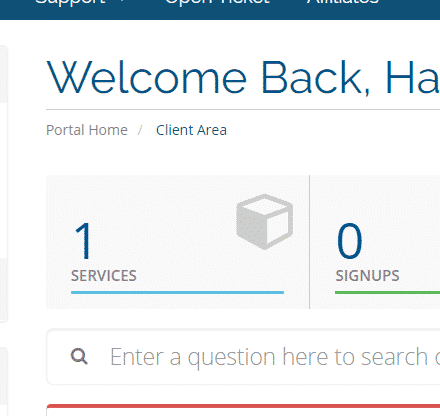 Support Open Ticket Affiliates
Welcome Back, Ha
Portal Home / Client Area
1
SERVICES
0
SIGNUPS
Enter a question here to search